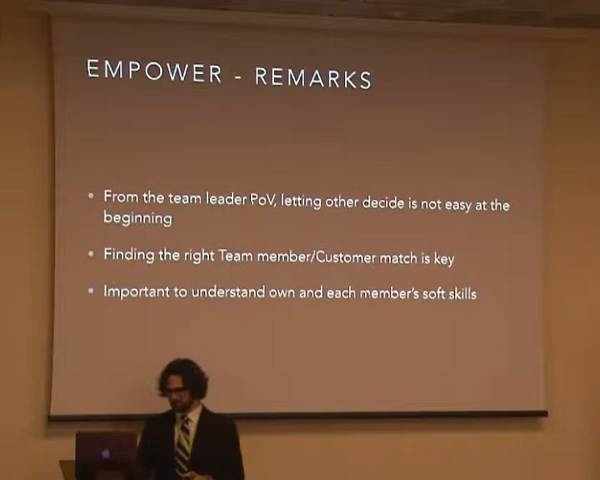 EMPOWER - REMARKS
• From the team leader PoV, letting other decide is not easy at the
beginning
• Finding the right Team member/Customer match is key
• Important to understand own and each member's soft skills